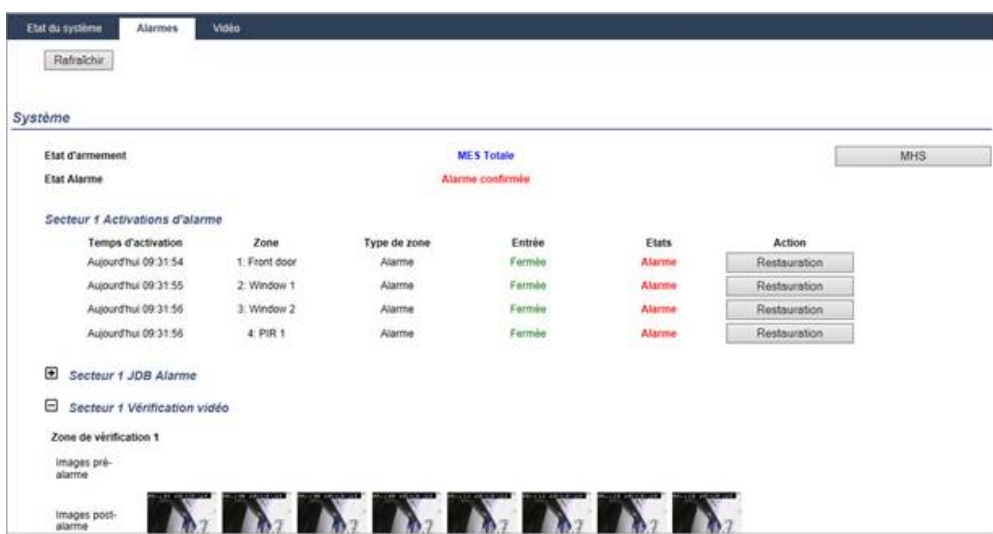 Etat du système Alarmes Vidéo
Rafraîchir
Système
Etat d'armement MES Totale MHS
Etat Alarme Alarme confirmée
Secteur 1 Activations d'alarme
Temps d'activation Zone Type de zone Entrée Etats Action
Aujourd'hui 09:31:54 1: Front door Alarme Fermée Alarme Restauration
Aujourd'hui 09:31:55 2: Window 1 Alarme Fermée Alarme Restauration
Aujourd'hui 09:31:56 3: Window 2 Alarme Fermée Alarme Restauration
Aujourd'hui 09:31:56 4: PIR 1 Alarme Fermée Alarme Restauration
Secteur 1 JDB Alarme
Secteur 1 Vérification vidéo
Zone de vérification 1
Images pré-
alarme
Images post-
alarme